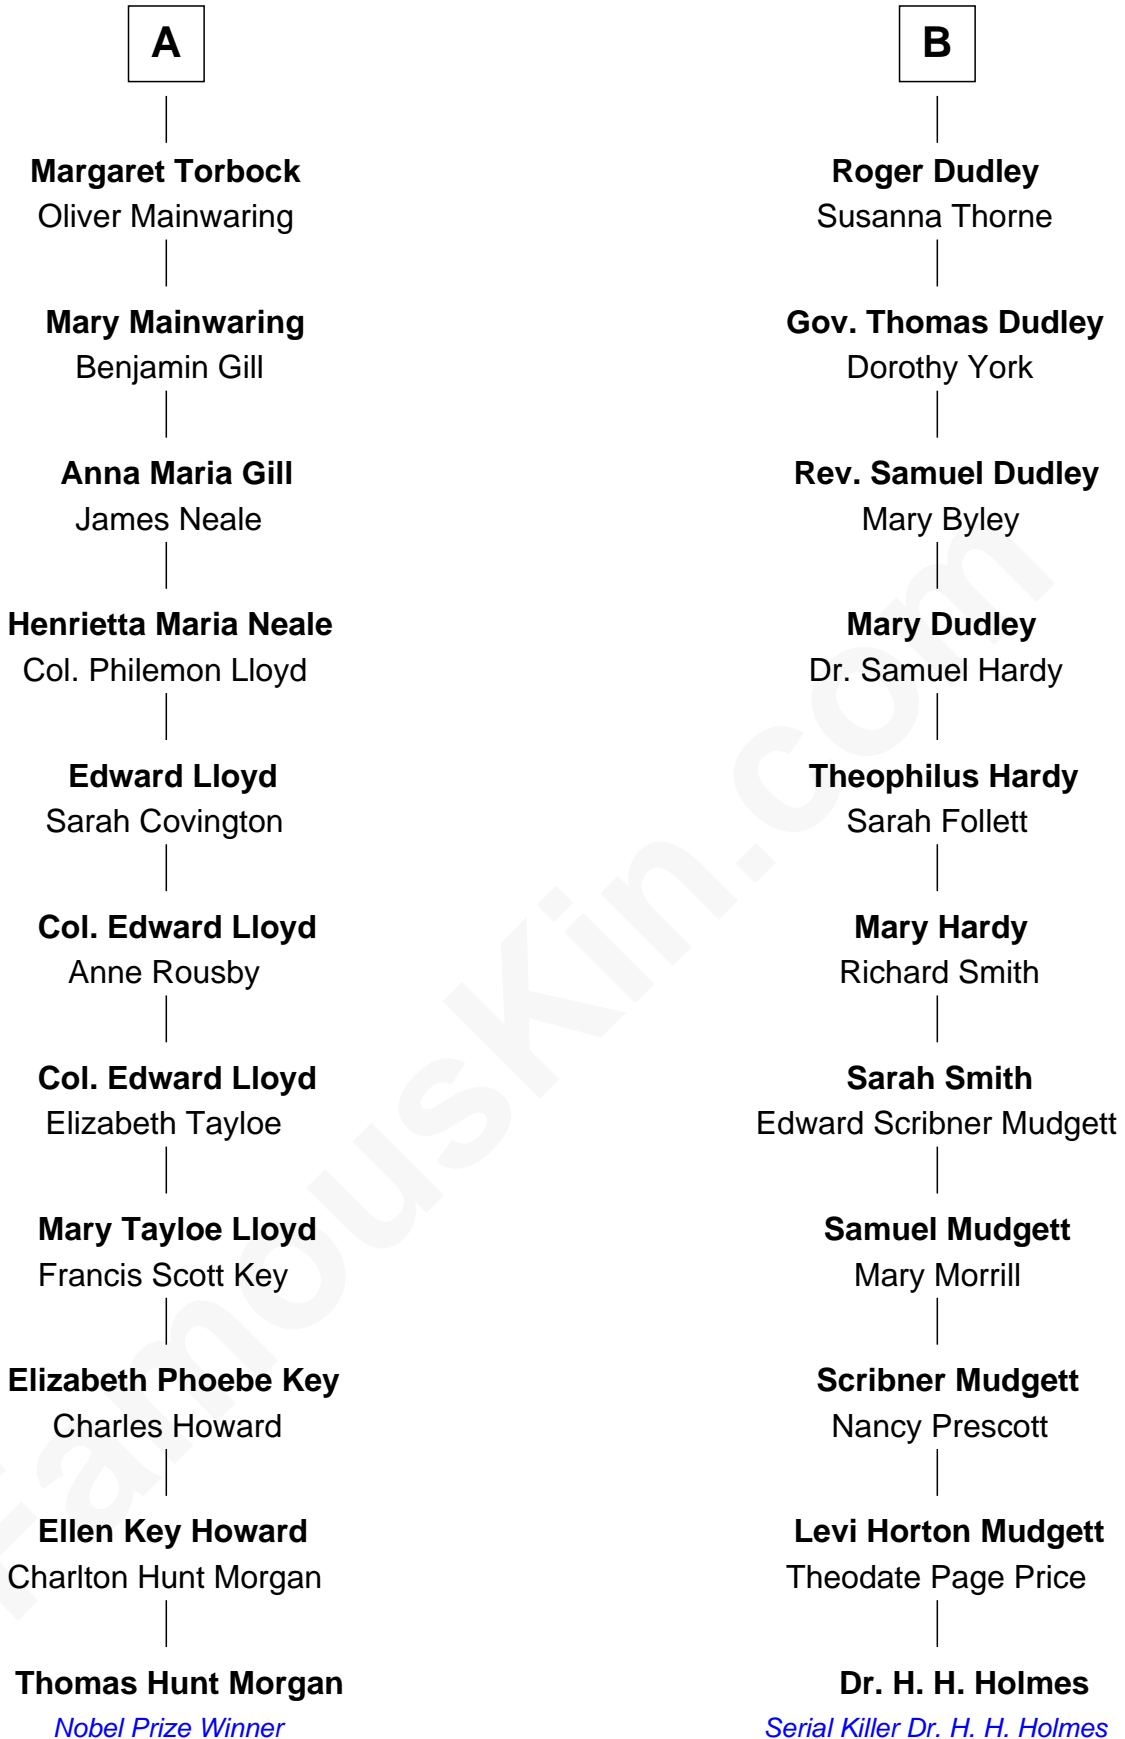 A
Margaret Torbock
Oliver Mainwaring
Mary Mainwaring
Benjamin Gill
Anna Maria Gill
James Neale
Henrietta Maria Neale
Col. Philemon Lloyd
Edward Lloyd
Sarah Covington
Col. Edward Lloyd
Anne Rousby
Col. Edward Lloyd
Elizabeth Tayloe
Mary Tayloe Lloyd
Francis Scott Key
Elizabeth Phoebe Key
Charles Howard
Ellen Key Howard
Charlton Hunt Morgan
Thomas Hunt Morgan
Nobel Prize Winner
B
Roger Dudley
Susanna Thorne
Gov. Thomas Dudley
Dorothy York
Rev. Samuel Dudley
Mary Byley
Mary Dudley
Dr. Samuel Hardy
Theophilus Hardy
Sarah Follett
Mary Hardy
Richard Smith
Sarah Smith
Edward Scribner Mudgett
Samuel Mudgett
Mary Morrill
Scribner Mudgett
Nancy Prescott
Levi Horton Mudgett
Theodate Page Price
Dr. H. H. Holmes
Serial Killer Dr. H. H. Holmes
FamousKin.com